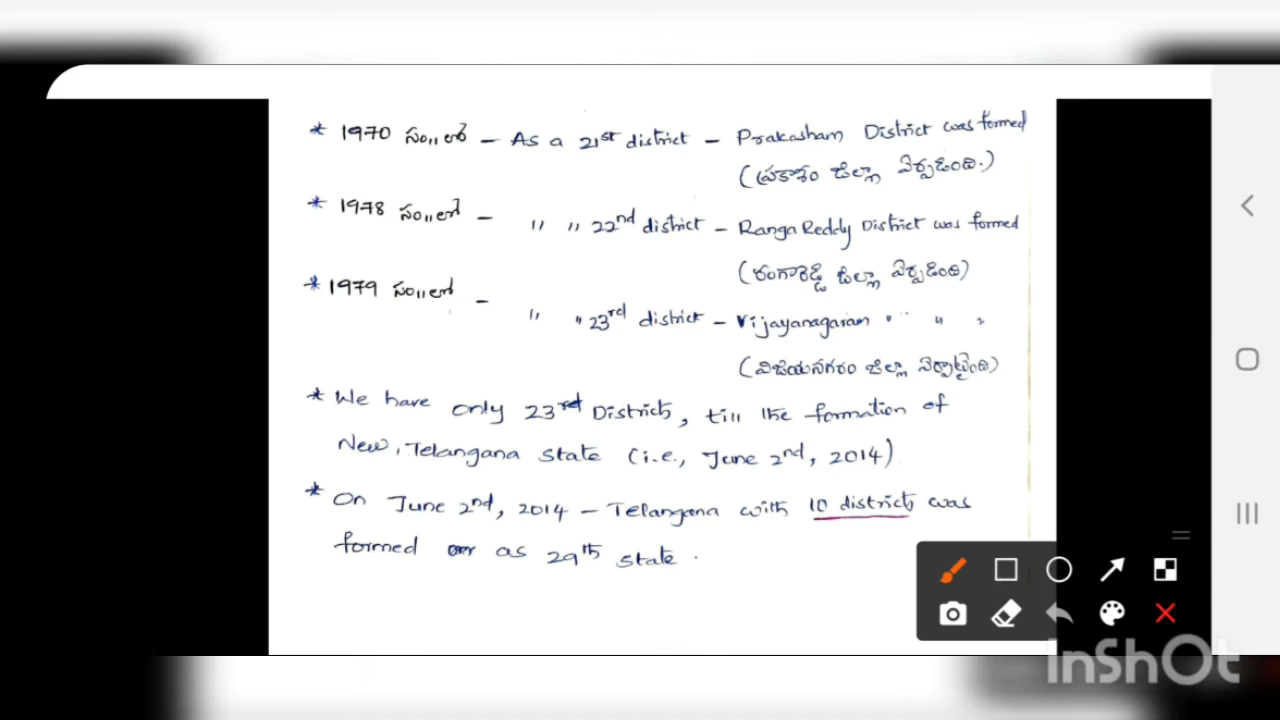 * 1970 సం॥లో – As a 21st district – Prakasham District was formed
(ప్రకాశం జిల్లా ఏర్పడింది.)
* 1978 సం॥లో – " " 22nd district – Ranga Reddy District was formed
(రంగారెడ్డి జిల్లా ఏర్పడింది)
* 1979 సం॥లో –
" " 23rd district – Vijayanagaram " " " "
(విజయనగరం జిల్లా ఏర్పాటైంది)
* We have only 23rd Districts, till the formation of
New, Telangana State (i.e., June 2nd, 2014)
* On June 2nd, 2014 – Telangana with 10 districts was
formed as 29th state.
InShOt